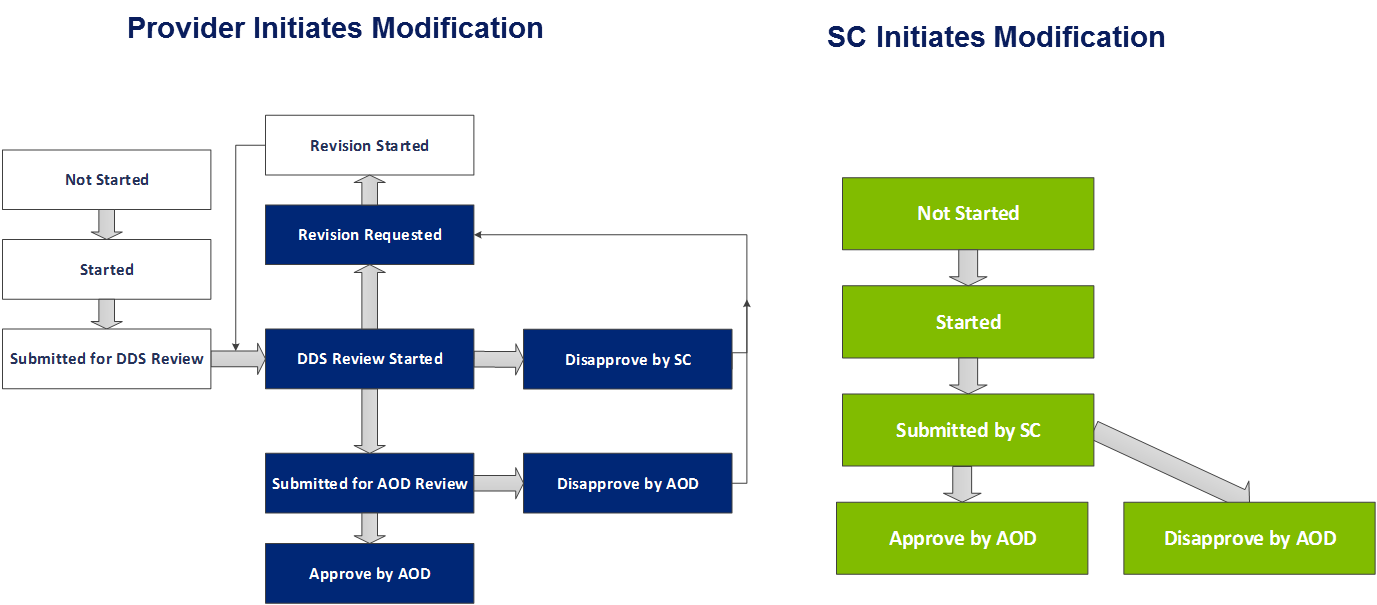 Provider Initiates Modification
SC Initiates Modification
Revision Started
Not Started
Revision Requested
Started
Submitted for DDS Review
DDS Review Started
Disapprove by SC
Submitted for AOD Review
Disapprove by AOD
Approve by AOD
Not Started
Started
Submitted by SC
Approve by AOD
Disapprove by AOD